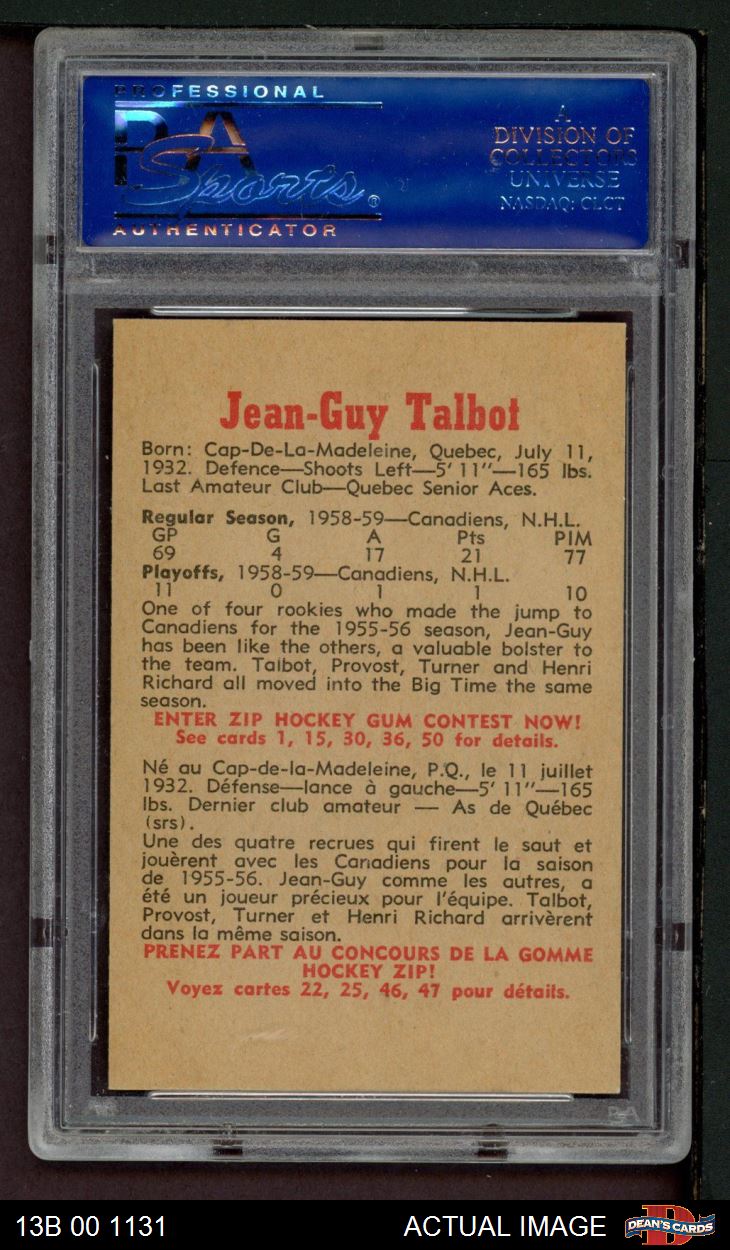 PROFESSIONAL
PSA
Sports ®
AUTHENTICATOR
A
DIVISION OF
COLLECTORS
UNIVERSE
NASDAQ: CLCT
Jean-Guy Talbot
Born: Cap-De-La-Madeleine, Quebec, July 11,
1932. Defence—Shoots Left—5' 11"—165 lbs.
Last Amateur Club—Quebec Senior Aces.
Regular Season, 1958-59—Canadiens, N.H.L.
GP G A Pts PIM
69 4 17 21 77
Playoffs, 1958-59—Canadiens, N.H.L.
11 0 1 1 10
One of four rookies who made the jump to
Canadiens for the 1955-56 season, Jean-Guy
has been like the others, a valuable bolster to
the team. Talbot, Provost, Turner and Henri
Richard all moved into the Big Time the same
season.
ENTER ZIP HOCKEY GUM CONTEST NOW!
See cards 1, 15, 30, 36, 50 for details.
Né au Cap-de-la-Madeleine, P.Q., le 11 juillet
1932. Défense—lance à gauche—5' 11"—165
lbs. Dernier club amateur — As de Québec
(srs).
Une des quatre recrues qui firent le saut et
jouèrent avec les Canadiens pour la saison
de 1955-56. Jean-Guy comme les autres, a
été un joueur précieux pour l'équipe. Talbot,
Provost, Turner et Henri Richard arrivèrent
dans la même saison.
PRENEZ PART AU CONCOURS DE LA GOMME
HOCKEY ZIP!
Voyez cartes 22, 25, 46, 47 pour détails.
PSA
13B 00 1131
ACTUAL IMAGE
DEAN'S CARDS